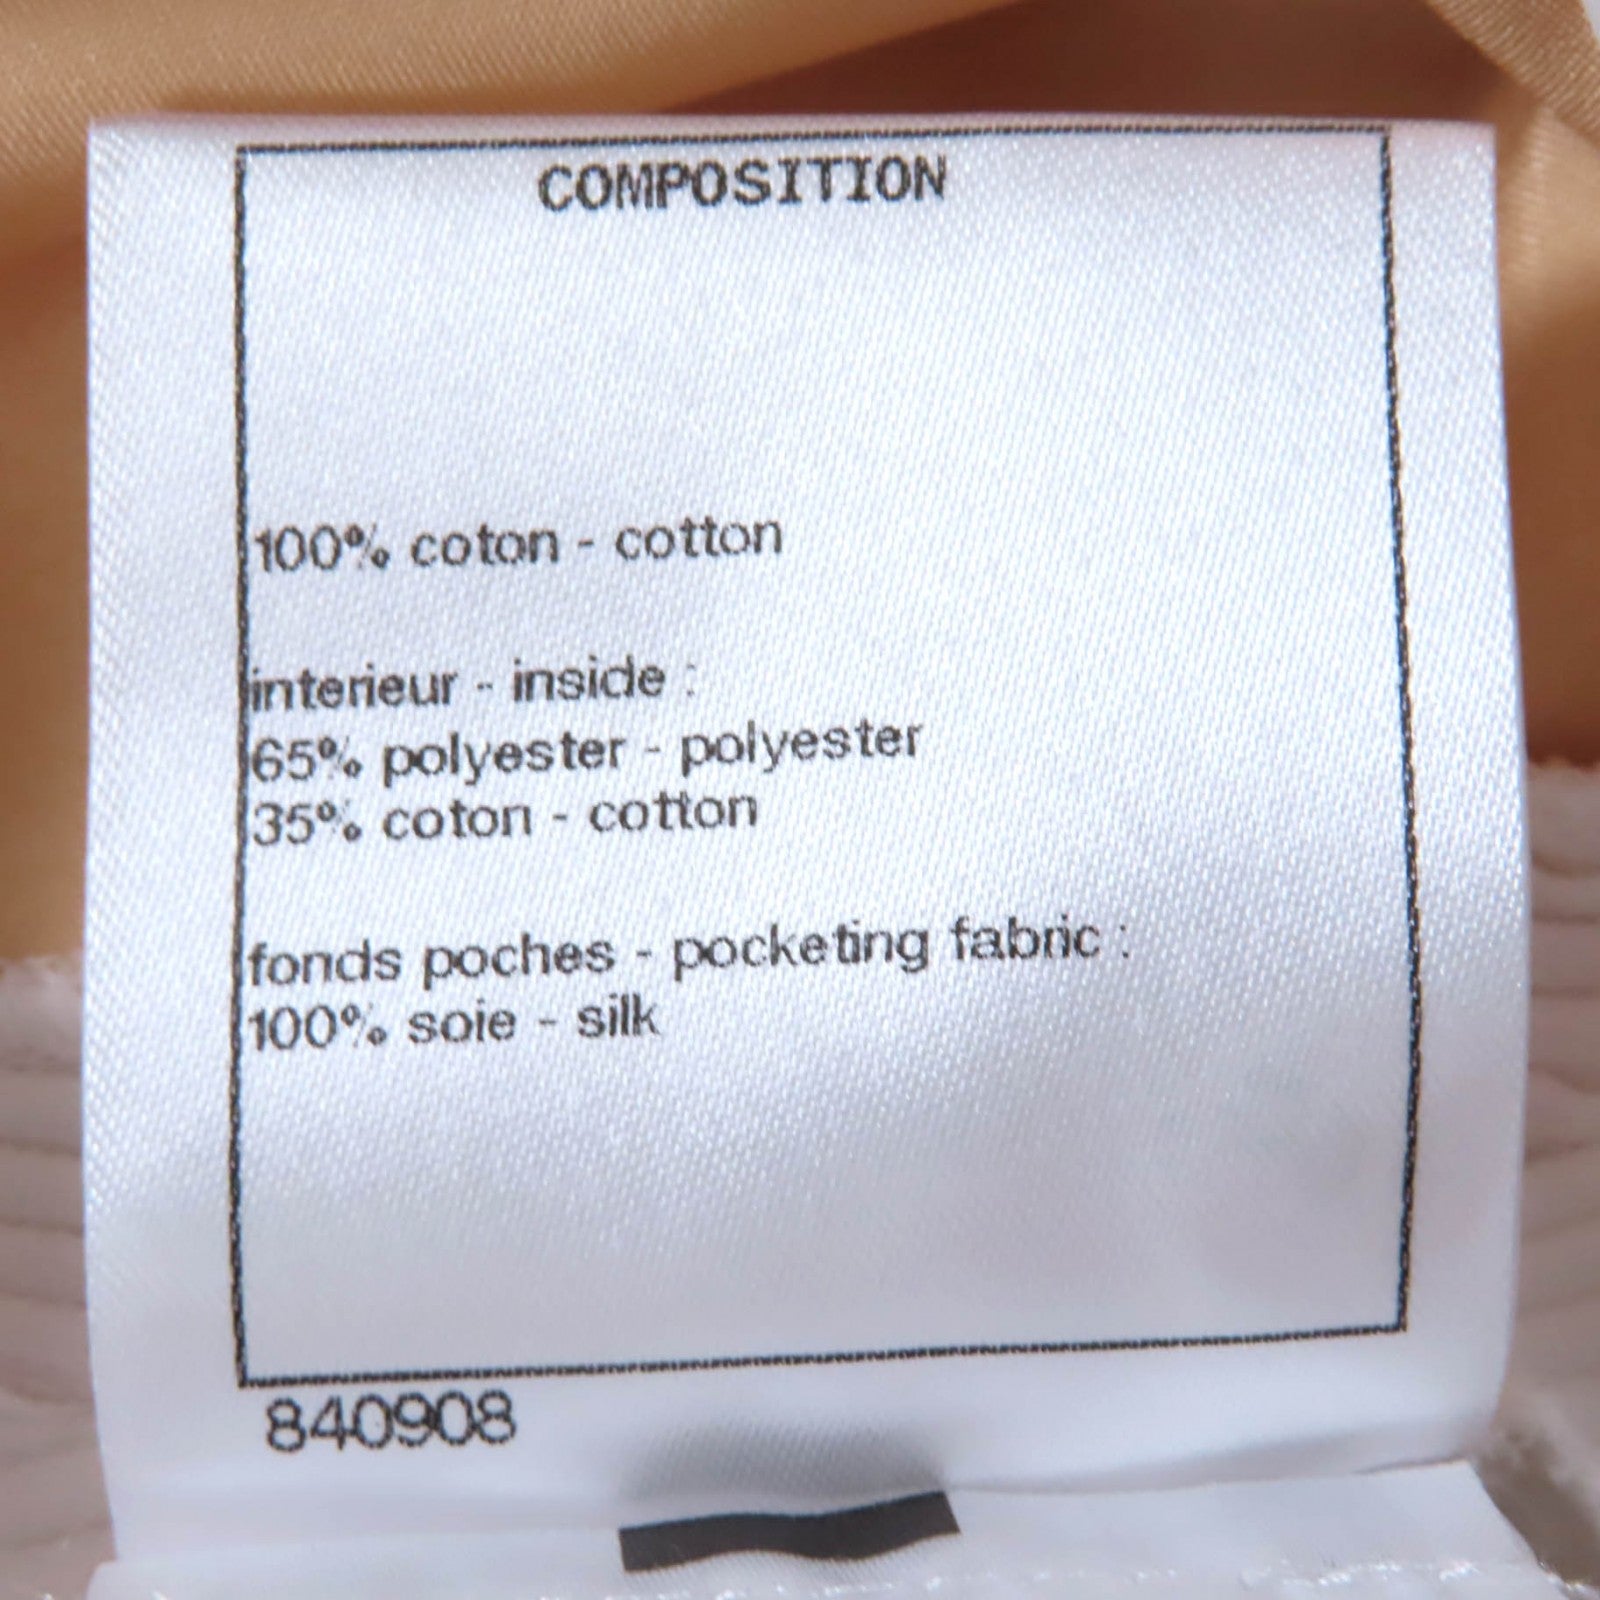 COMPOSITION
100% coton - cotton
interieur - inside :
65% polyester - polyester
35% coton - cotton
fonds poches - pocketing fabric :
100% soie - silk
840908